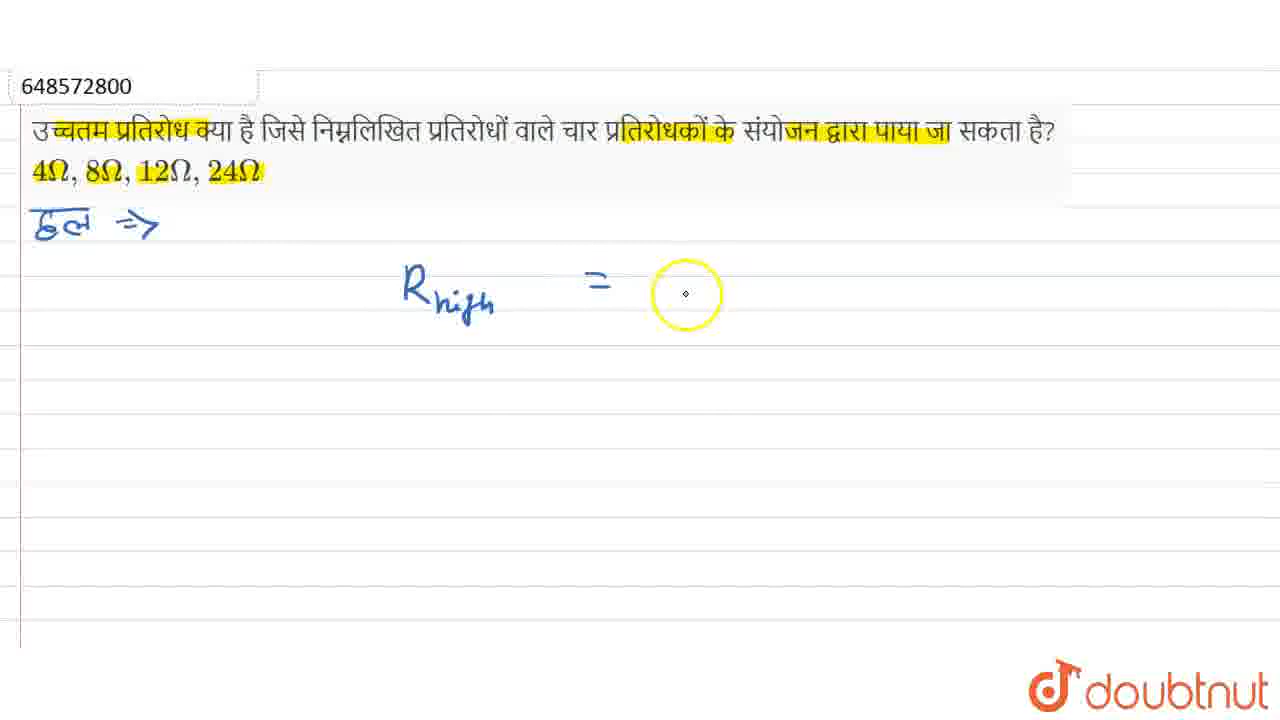 648572800
उच्चतम प्रतिरोध क्या है जिसे निम्नलिखित प्रतिरोधों वाले चार प्रतिरोधकों के संयोजन द्वारा पाया जा सकता है?
4Ω, 8Ω, 12Ω, 24Ω
हल ⇒
R_high =
doubtnut